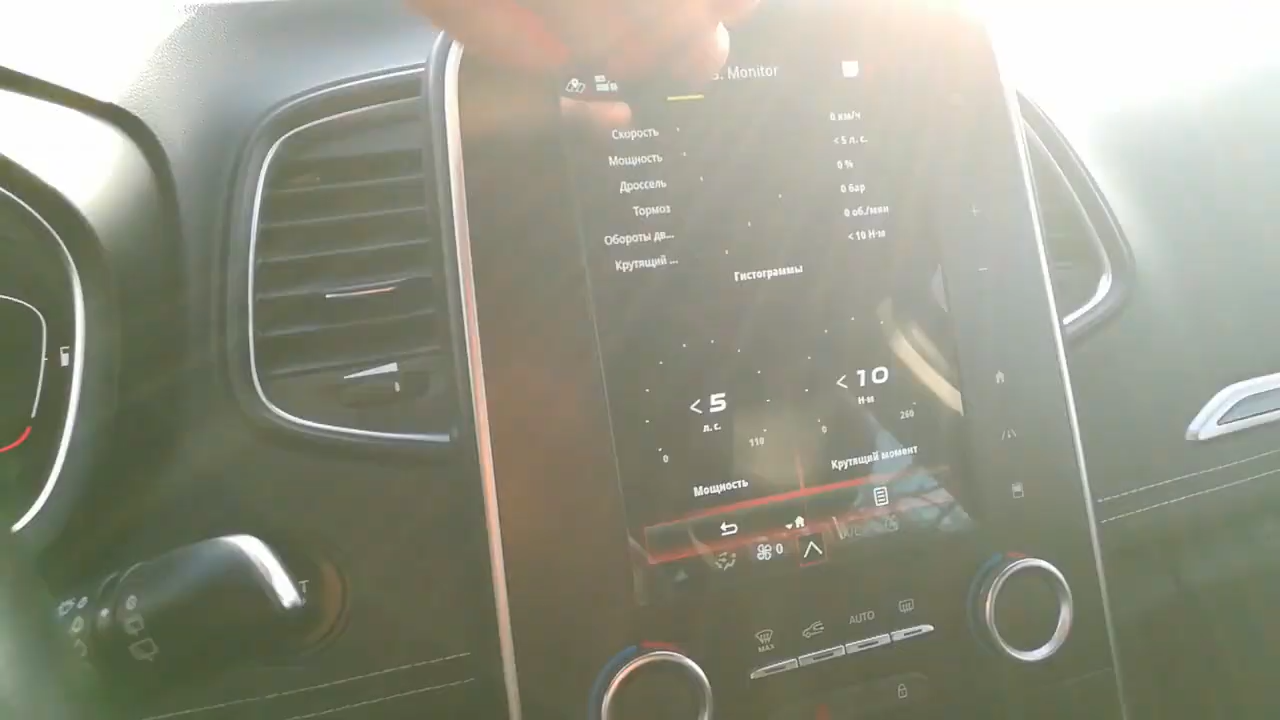 Monitor
Скорость 0 км/ч
Мощность < 5 л. с.
Дроссель 0 %
Тормоз 0 бар
Обороты дв... 0 об./мин
Крутящий ... < 10 Н·м
Гистограммы
< 5
л. с.
0 110
Мощность
< 10
Н·м
0 260
Крутящий момент
0
MAX
AUTO